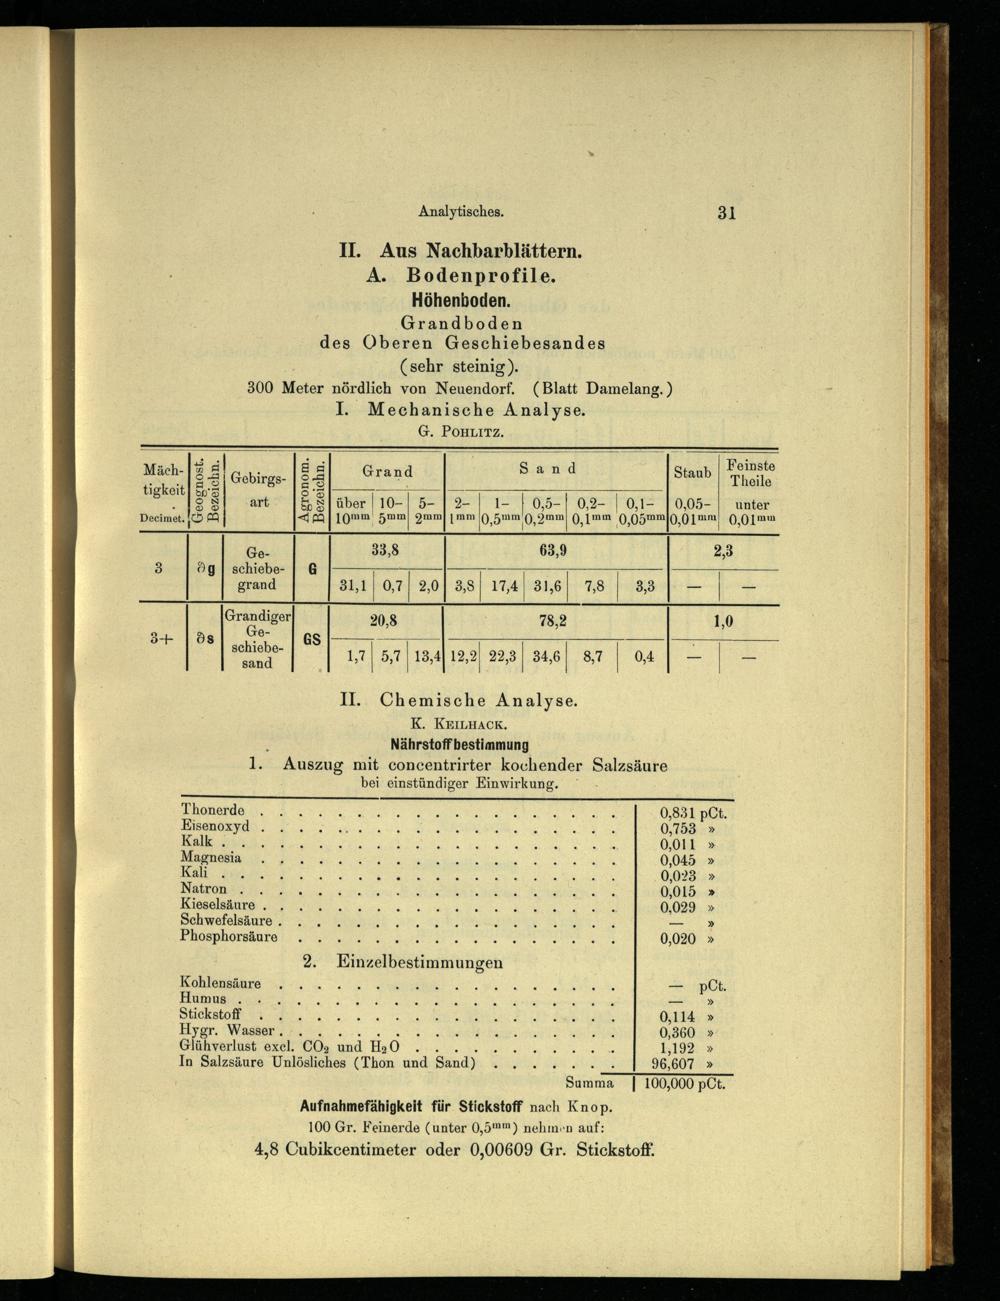 Analytisches. 31
II. Aus Nachbarblättern.
A. Bodenprofile.
Höhenboden.
Grandboden
des Oberen Geschiebesandes
(sehr steinig).
300 Meter nördlich von Neuendorf. (Blatt Damelang.)
I. Mechanische Analyse.
G. POHLITZ.
Mäch-
tigkeit
Decimet.
Geognost.
Bezeichn.
Gebirgs-
art
Agronom.
Bezeichn.
Grand Sand Staub Feinste
Theile
über 10- 5- 2- 1- 0,5- 0,2- 0,1- 0,05- unter
10mm 5mm 2mm 1mm 0,5mm 0,2mm 0,1mm 0,05mm 0,01mm 0,01mm
3 ∂g Ge-
schiebe-
grand
G 33,8 63,9 2,3
31,1 0,7 2,0 3,8 17,4 31,6 7,8 3,3 — —
3+ ∂s Grandiger
Ge-
schiebe-
sand
GS 20,8 78,2 1,0
1,7 5,7 13,4 12,2 22,3 34,6 8,7 0,4 — —
II. Chemische Analyse.
K. KEILHACK.
Nährstoffbestimmung
1. Auszug mit concentrirter kochender Salzsäure
bei einstündiger Einwirkung.
Thonerde . . . . . . . . . . . . . . . . . . . . 0,831 pCt.
Eisenoxyd . . . . . . . . . . . . . . . . . . . . 0,753 »
Kalk . . . . . . . . . . . . . . . . . . . . . . 0,011 »
Magnesia . . . . . . . . . . . . . . . . . . . . 0,045 »
Kali . . . . . . . . . . . . . . . . . . . . . . 0,023 »
Natron . . . . . . . . . . . . . . . . . . . . . 0,015 »
Kieselsäure . . . . . . . . . . . . . . . . . . . 0,029 »
Schwefelsäure . . . . . . . . . . . . . . . . . . — »
Phosphorsäure . . . . . . . . . . . . . . . . . . 0,020 »
2. Einzelbestimmungen
Kohlensäure . . . . . . . . . . . . . . . . . . . — pCt.
Humus . . . . . . . . . . . . . . . . . . . . . — »
Stickstoff . . . . . . . . . . . . . . . . . . . . 0,114 »
Hygr. Wasser . . . . . . . . . . . . . . . . . . 0,360 »
Glühverlust excl. CO2 und H2O . . . . . . . . . . . 1,192 »
In Salzsäure Unlösliches (Thon und Sand) . . . . . . . 96,607 »
Summa 100,000 pCt.
Aufnahmefähigkeit für Stickstoff nach Knop.
100 Gr. Feinerde (unter 0,5mm) nehmen auf:
4,8 Cubikcentimeter oder 0,00609 Gr. Stickstoff.